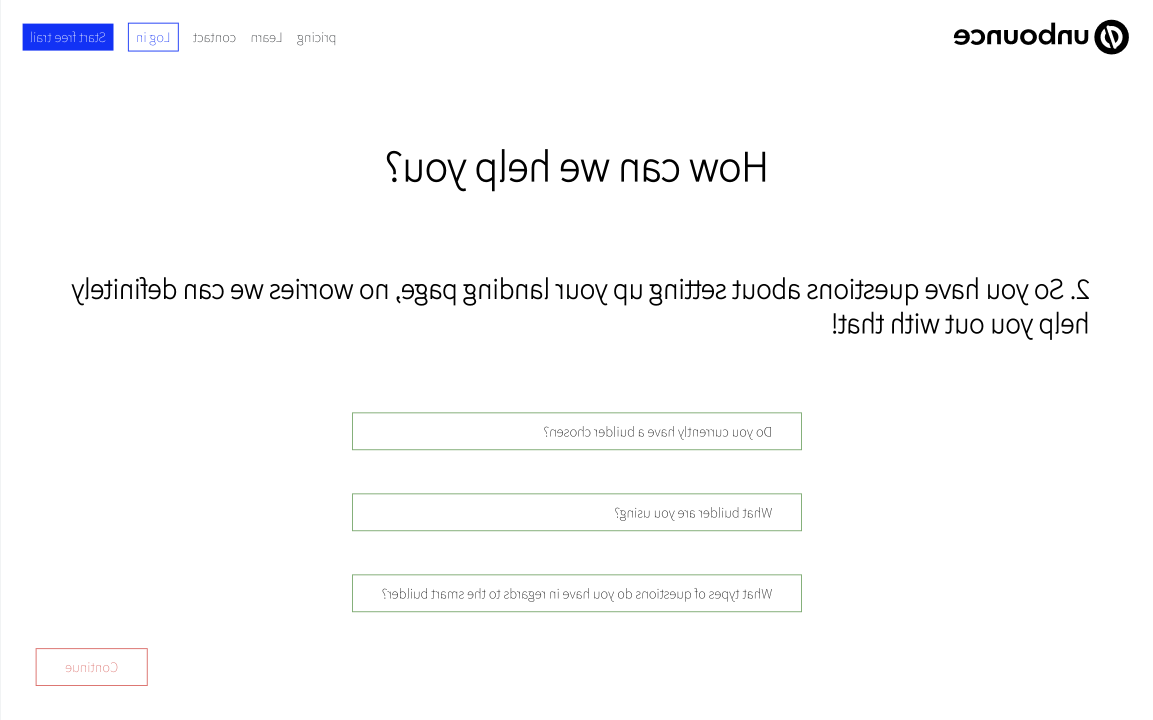 unbounce
pricing Learn contact Log in Start free trail
How can we help you?
2. So you have questions about setting up your landing page, no worries we can definitely
help you out with that!
Do you currently have a builder chosen?
What builder are you using?
What types of questions do you have in regards to the smart builder?
Continue